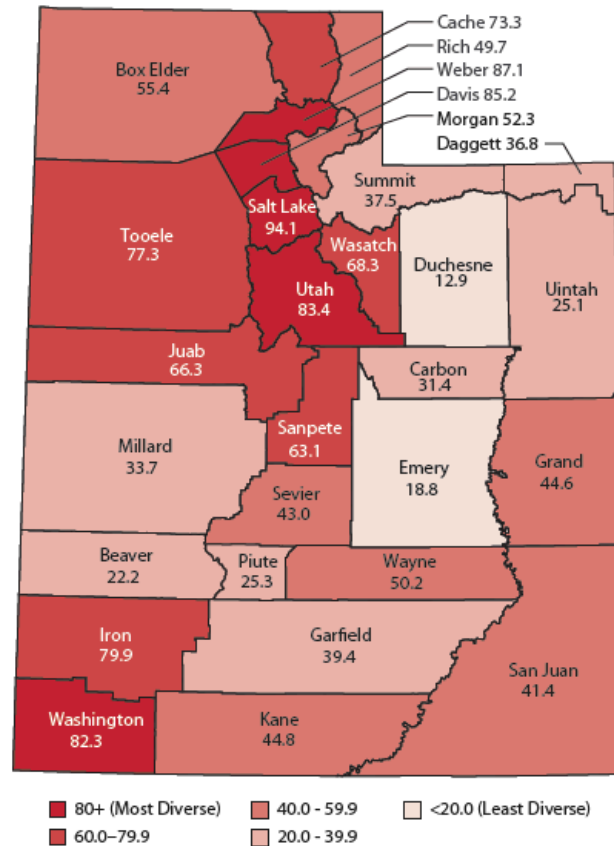 Cache 73.3
Rich 49.7
Weber 87.1
Davis 85.2
Morgan 52.3
Daggett 36.8
Box Elder
55.4
Summit
37.5
Salt Lake
94.1
Tooele
77.3
Wasatch
68.3
Duchesne
12.9
Uintah
25.1
Utah
83.4
Juab
66.3
Carbon
31.4
Sanpete
63.1
Millard
33.7
Emery
18.8
Grand
44.6
Sevier
43.0
Beaver
22.2
Piute
25.3
Wayne
50.2
Iron
79.9
Garfield
39.4
San Juan
41.4
Washington
82.3
Kane
44.8
80+ (Most Diverse)
40.0 - 59.9
<20.0 (Least Diverse)
60.0–79.9
20.0 - 39.9